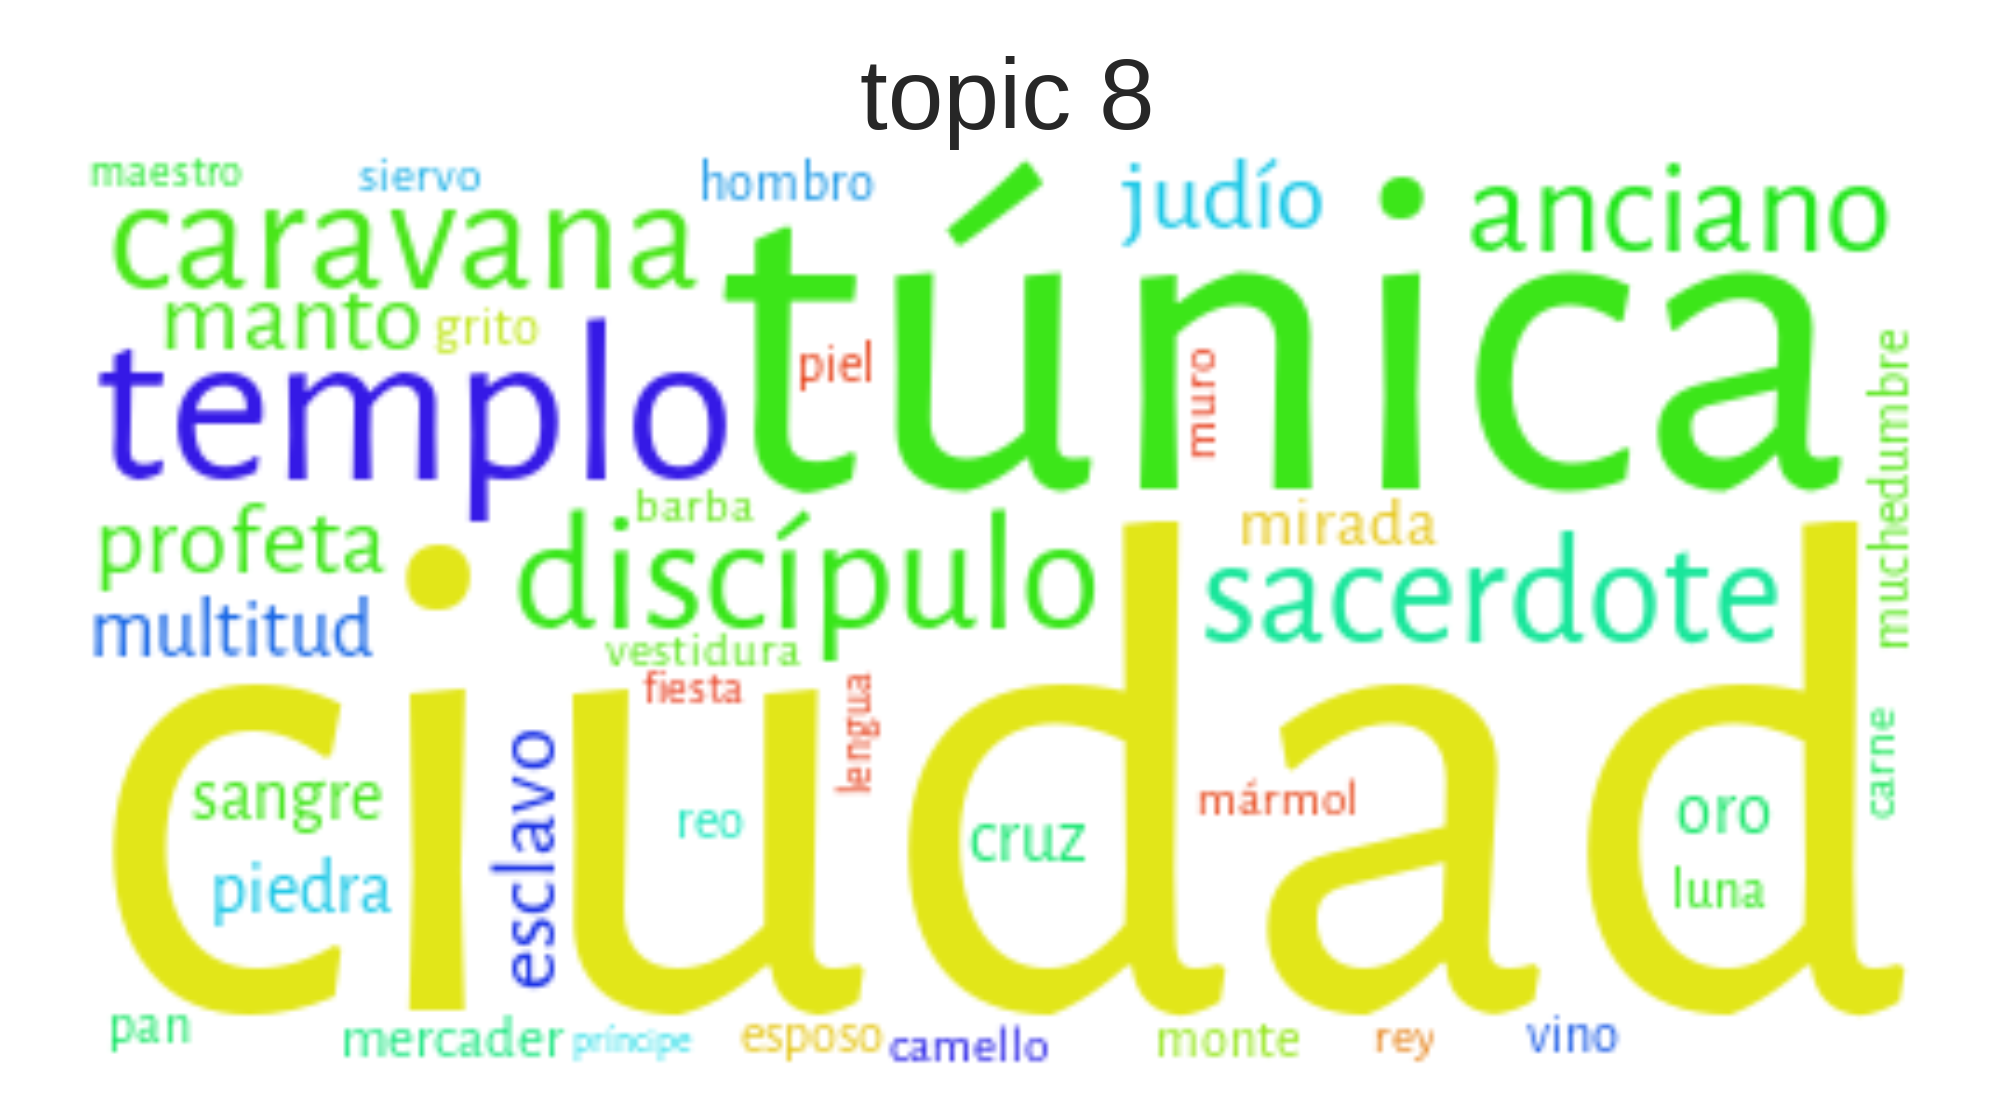 topic 8
maestro
siervo
hombro
judío
anciano
caravana
túnica
manto
grito
templo
piel
muro
muchedumbre
barba
profeta
discípulo
mirada
sacerdote
multitud
vestidura
fiesta
lengua
ciudad
esclavo
sangre
reo
cruz
mármol
oro
carne
piedra
luna
pan
mercader
príncipe
esposo
camello
monte
rey
vino